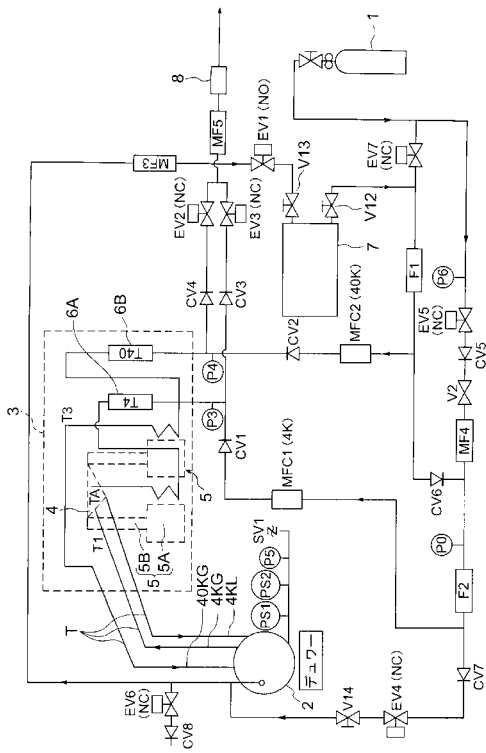 3
6A
6B
T3
T40
T4
4
TA
T1
5
5B
5A
5
T
40KG
4KG
4KL
MF3
EV1 (NO)
MF5
8
EV2 (NC)
EV3 (NC)
V13
V12
7
1
EV7 (NC)
CV4
CV3
P4
P3
CV2
CV1
MFC2 (40K)
MFC1 (4K)
F1
P6
EV5 (NC)
CV5
V2
MF4
CV6
P0
F2
CV7
EV4 (NC)
V14
EV6 (NC)
CV8
PS1
PS2
P5
SV1
デュワー
2